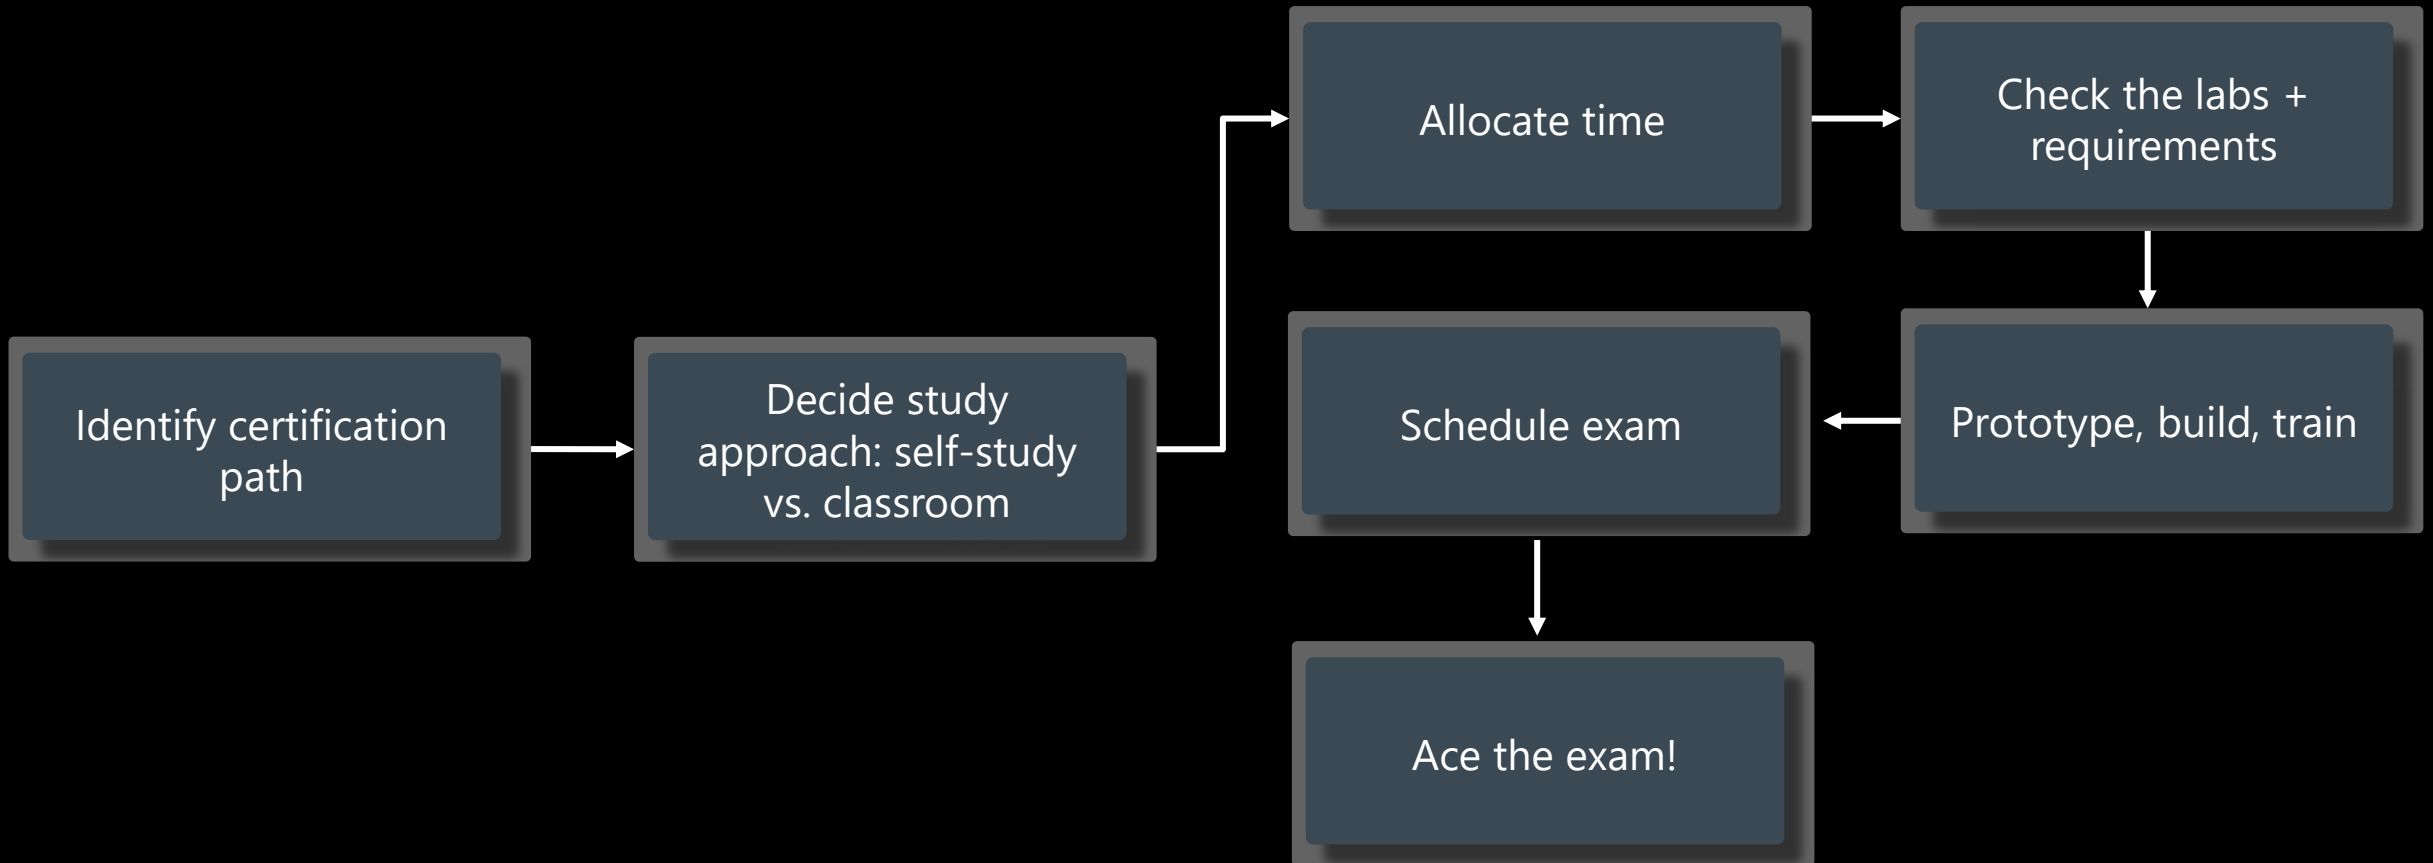 Identify certification
path
Decide study
approach: self-study
vs. classroom
Allocate time
Check the labs +
requirements
Prototype, build, train
Schedule exam
Ace the exam!